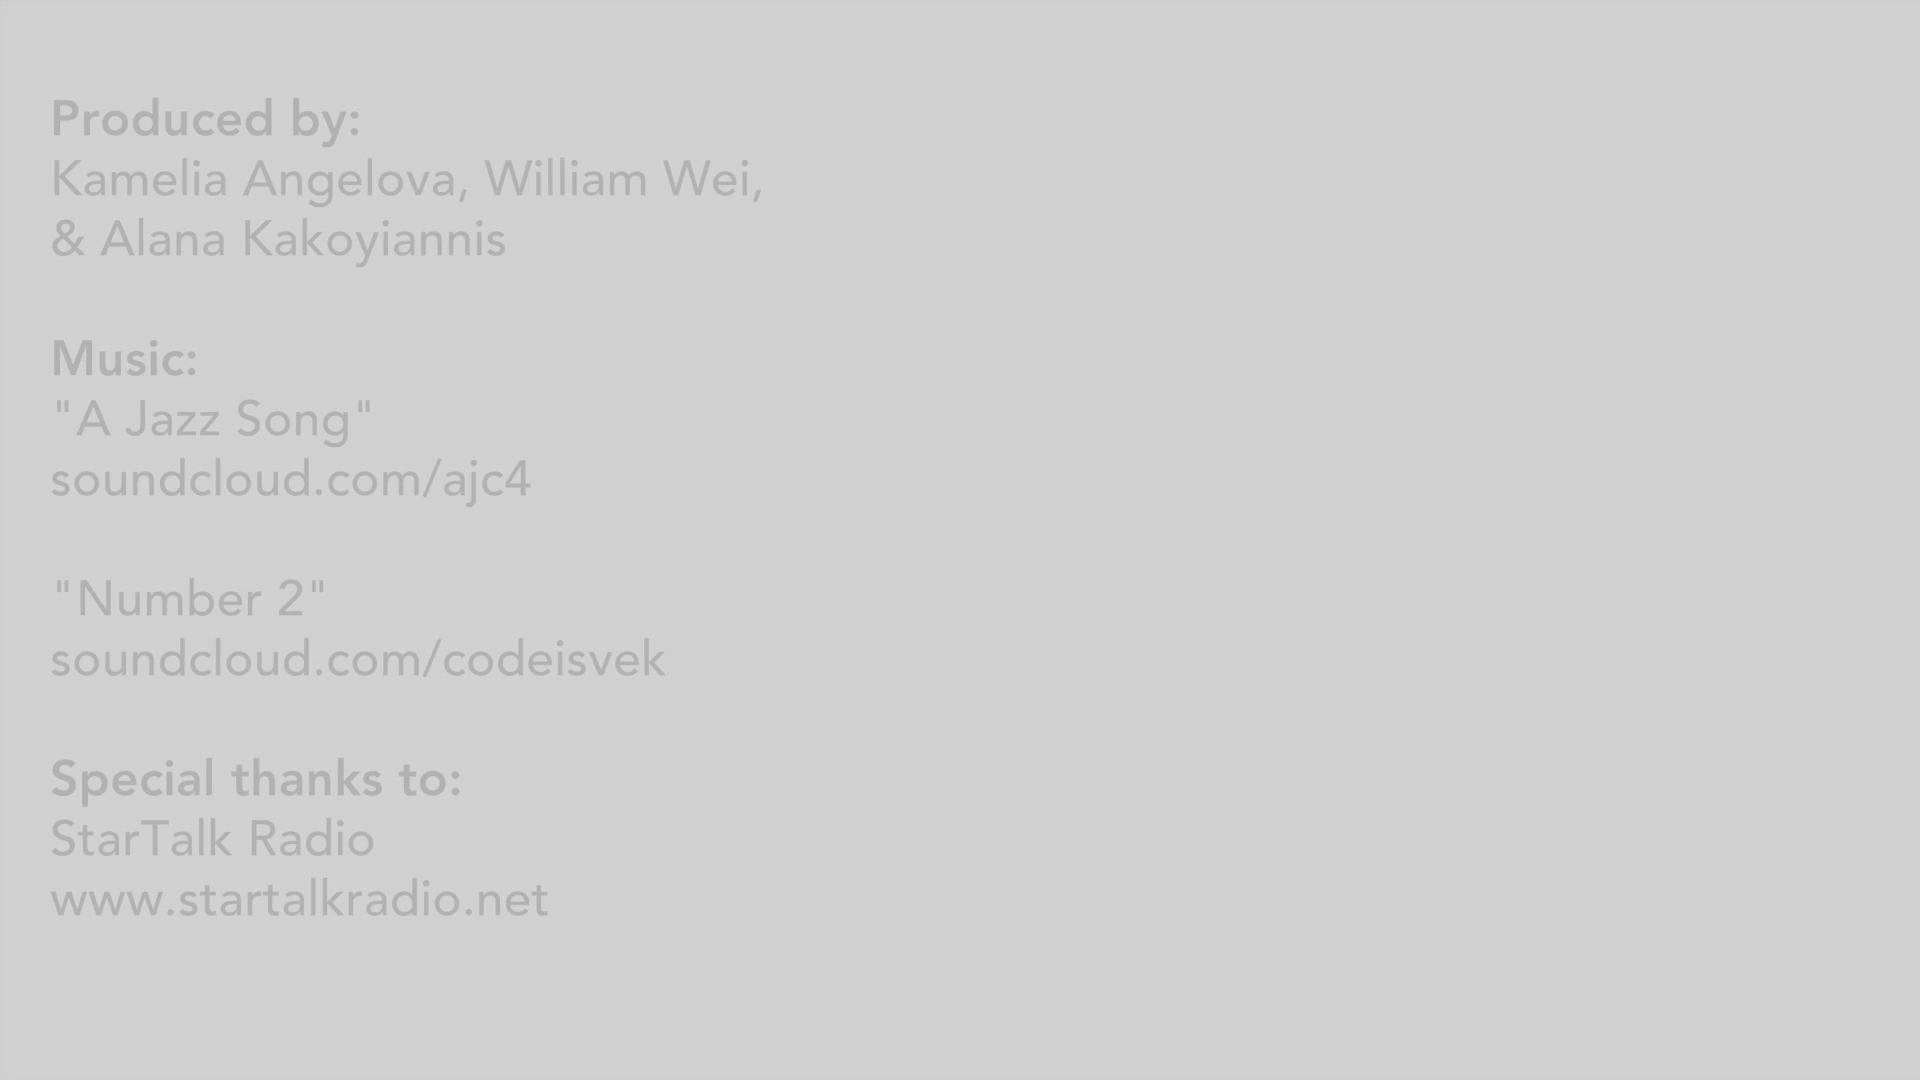 Produced by:
Kamelia Angelova, William Wei,
& Alana Kakoyiannis
Music:
"A Jazz Song"
soundcloud.com/ajc4
"Number 2"
soundcloud.com/codeisvek
Special thanks to:
StarTalk Radio
www.startalkradio.net